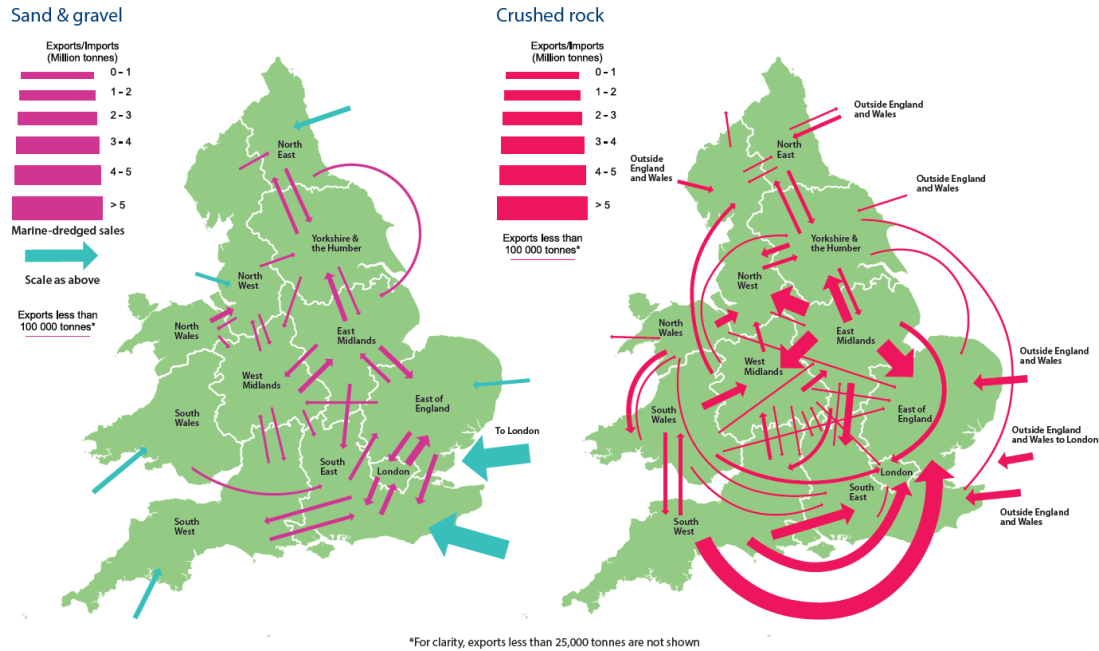 Sand & gravel
Exports/Imports
(Million tonnes)
0 – 1
1 – 2
2 – 3
3 – 4
4 – 5
> 5
Marine-dredged sales
Scale as above
Exports less than
100 000 tonnes*
North
East
Yorkshire &
the Humber
North
West
North
Wales
East
Midlands
West
Midlands
East of
England
South
Wales
To London
South
East
London
South
West
Crushed rock
Exports/Imports
(Million tonnes)
0 – 1
1 – 2
2 – 3
3 – 4
4 – 5
> 5
Exports less than
100 000 tonnes*
Outside England
and Wales
North
East
Outside
England
and Wales
Outside England
and Wales
Yorkshire &
the Humber
North
West
North
Wales
East
Midlands
Outside England
and Wales
West
Midlands
South
Wales
East of
England
Outside England
and Wales to London
London
South
East
Outside England
and Wales
South
West
*For clarity, exports less than 25,000 tonnes are not shown